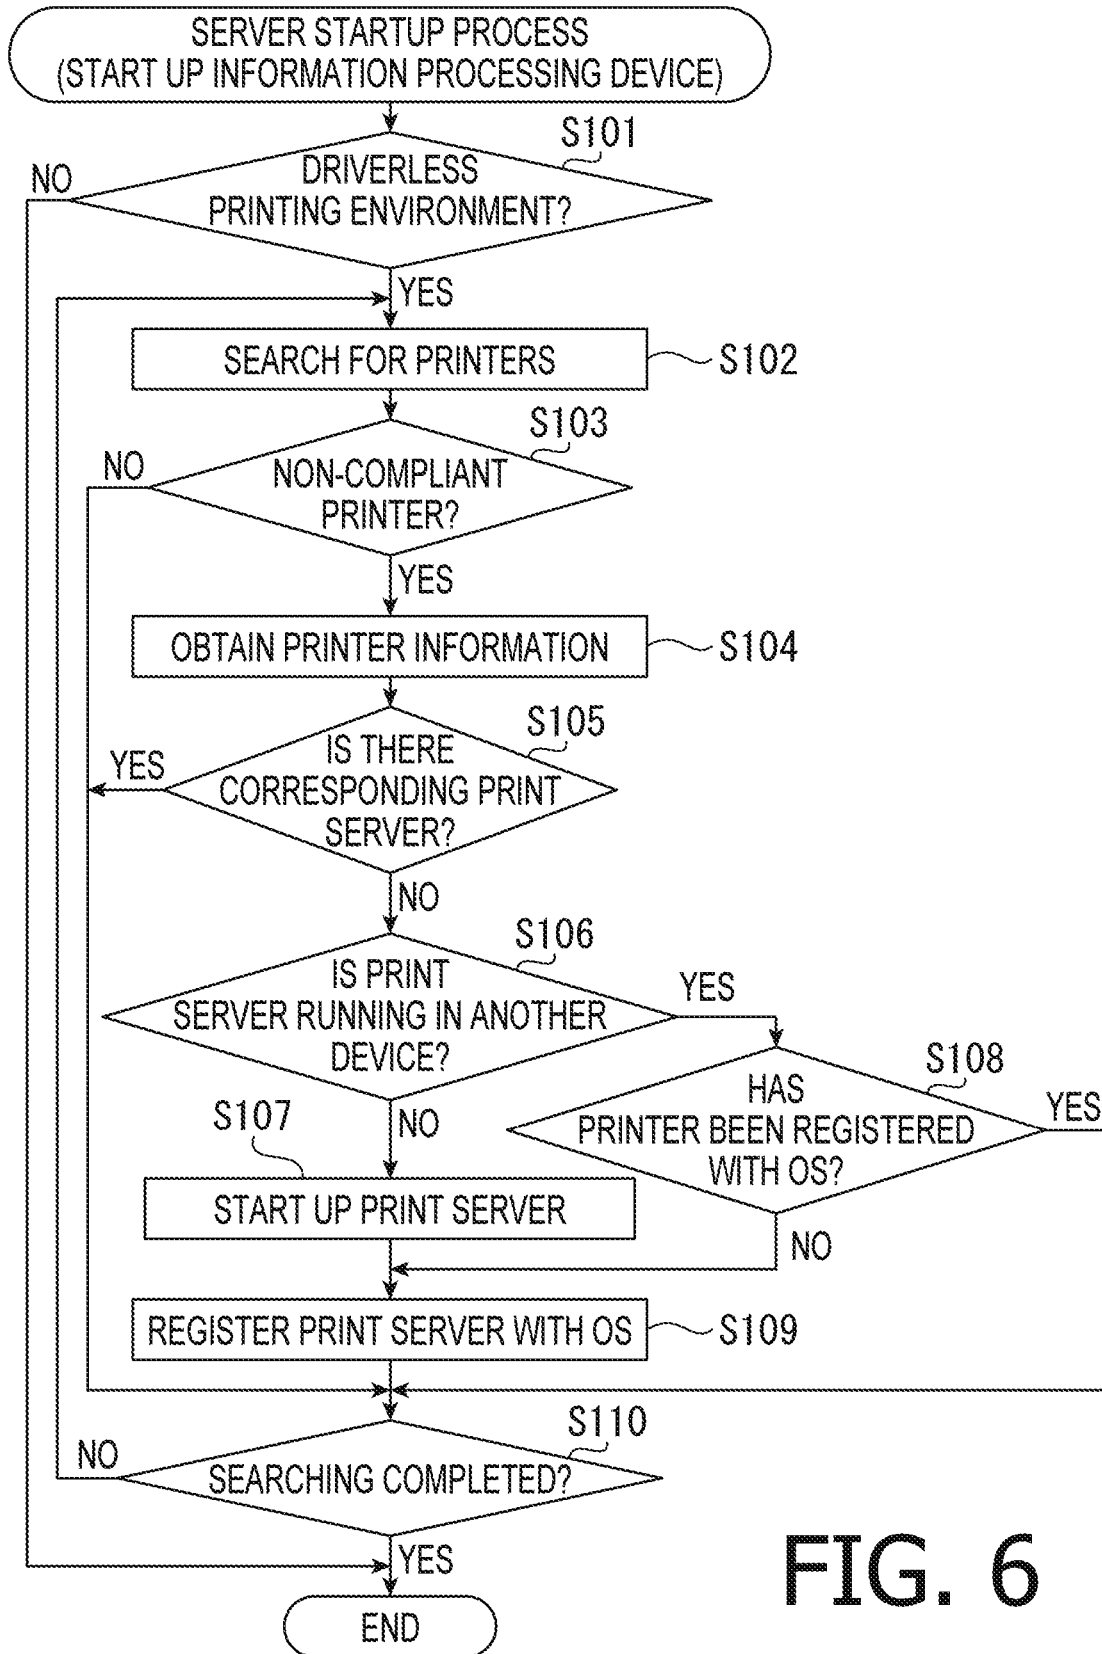 SERVER STARTUP PROCESS
(START UP INFORMATION PROCESSING DEVICE)
S101
NO
DRIVERLESS
PRINTING ENVIRONMENT?
YES
SEARCH FOR PRINTERS
S102
S103
NO
NON-COMPLIANT
PRINTER?
YES
OBTAIN PRINTER INFORMATION
S104
S105
YES
IS THERE
CORRESPONDING PRINT
SERVER?
NO
S106
IS PRINT
SERVER RUNNING IN ANOTHER
DEVICE?
YES
S108
HAS
PRINTER BEEN REGISTERED
WITH OS?
YES
NO
S107
NO
START UP PRINT SERVER
REGISTER PRINT SERVER WITH OS
S109
S110
NO
SEARCHING COMPLETED?
YES
END
FIG. 6